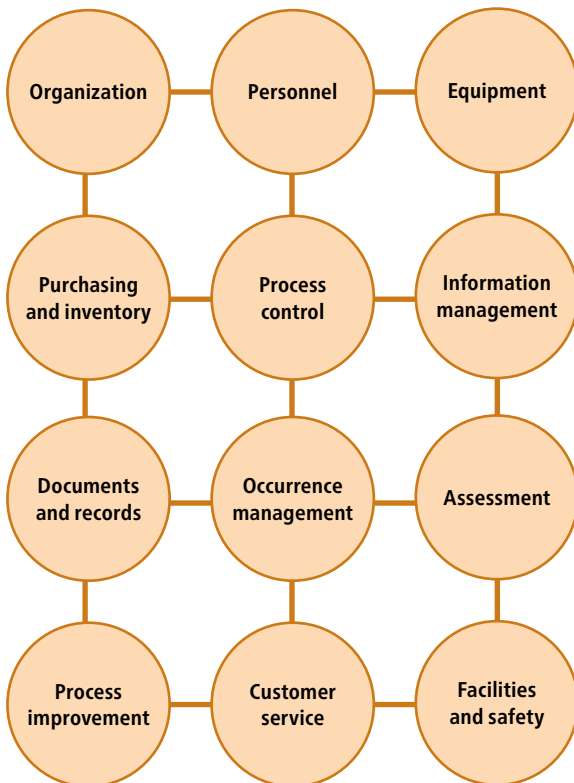 Organization
Personnel
Equipment
Purchasing
and inventory
Process
control
Information
management
Documents
and records
Occurrence
management
Assessment
Process
improvement
Customer
service
Facilities
and safety